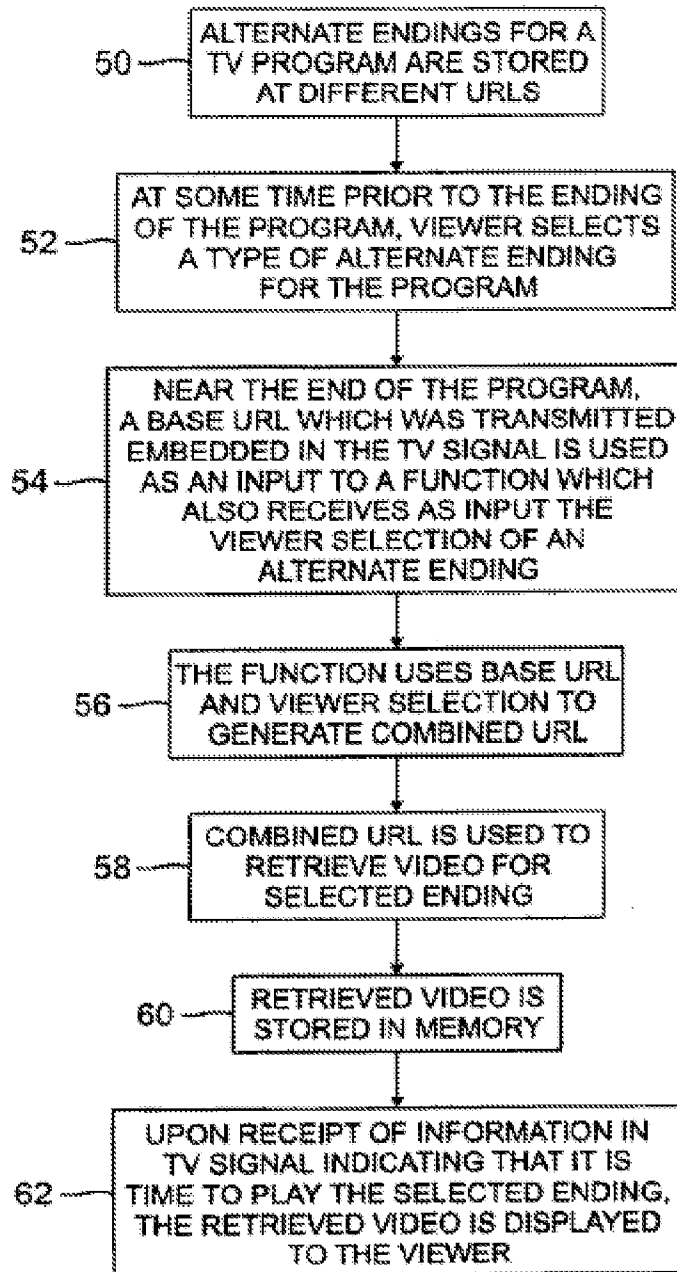 50
ALTERNATE ENDINGS FOR A
TV PROGRAM ARE STORED
AT DIFFERENT URLS
52
AT SOME TIME PRIOR TO THE ENDING
OF THE PROGRAM, VIEWER SELECTS
A TYPE OF ALTERNATE ENDING
FOR THE PROGRAM
54
NEAR THE END OF THE PROGRAM,
A BASE URL WHICH WAS TRANSMITTED
EMBEDDED IN THE TV SIGNAL IS USED
AS AN INPUT TO A FUNCTION WHICH
ALSO RECEIVES AS INPUT THE
VIEWER SELECTION OF AN
ALTERNATE ENDING
56
THE FUNCTION USES BASE URL
AND VIEWER SELECTION TO
GENERATE COMBINED URL
58
COMBINED URL IS USED TO
RETRIEVE VIDEO FOR
SELECTED ENDING
60
RETRIEVED VIDEO IS
STORED IN MEMORY
62
UPON RECEIPT OF INFORMATION IN
TV SIGNAL INDICATING THAT IT IS
TIME TO PLAY THE SELECTED ENDING,
THE RETRIEVED VIDEO IS DISPLAYED
TO THE VIEWER